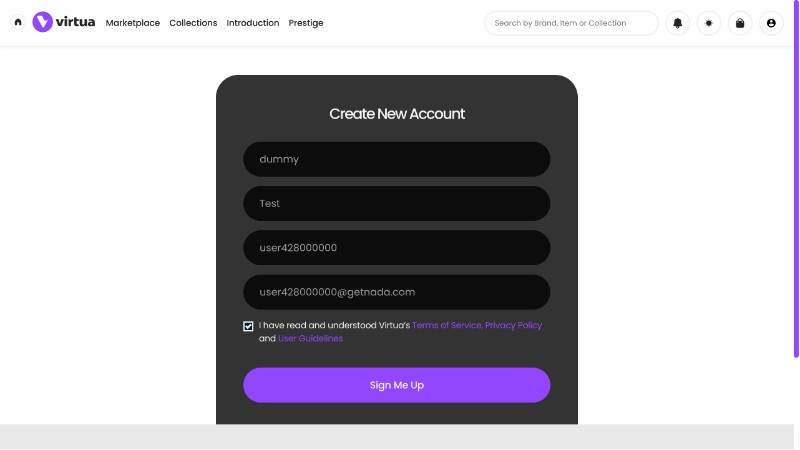 virtua Marketplace Collections Introduction Prestige Search by Brand, Item or Collection
Create New Account
dummy
Test
user428000000
user428000000@getnada.com
I have read and understood Virtua's Terms of Service, Privacy Policy
and User Guidelines
Sign Me Up